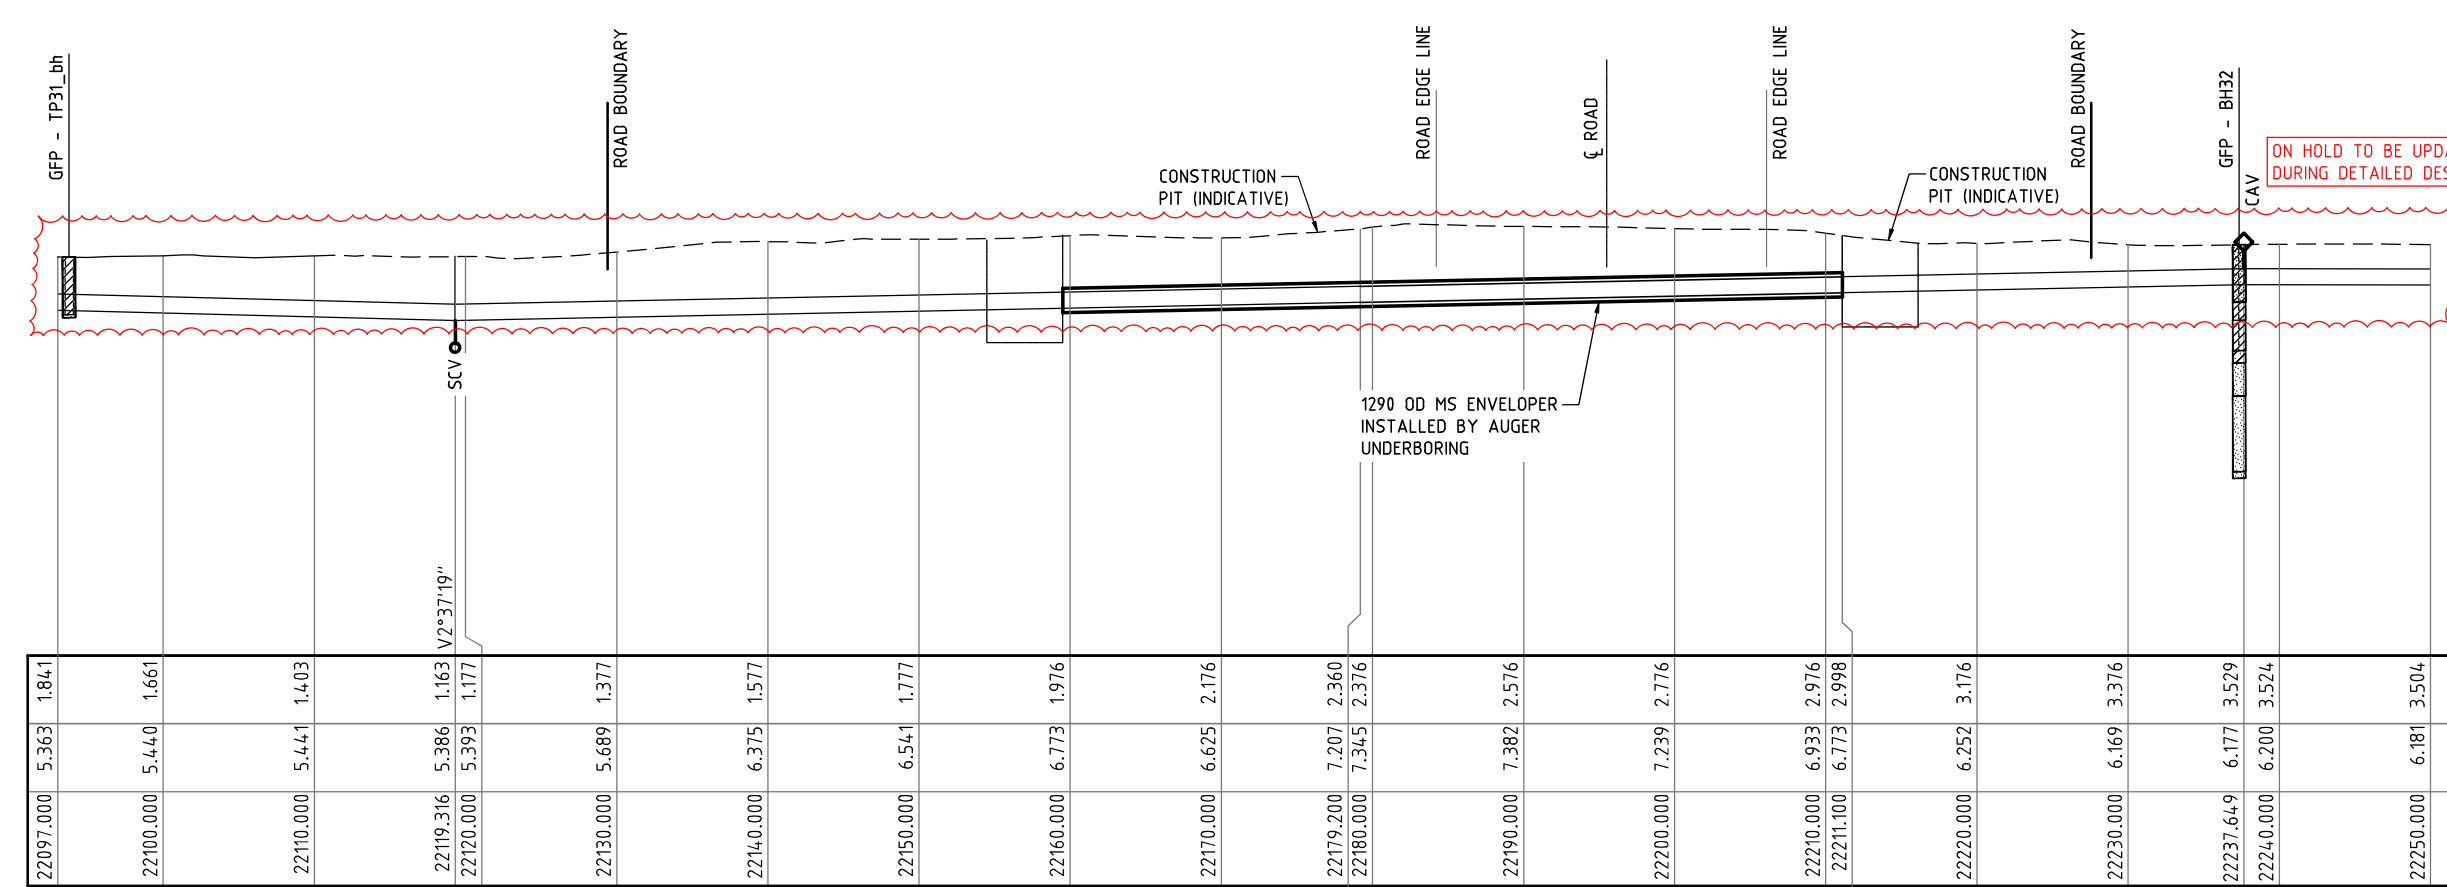 GFP - TP31_bh
ROAD BOUNDARY
ROAD EDGE LINE
℄ ROAD
ROAD EDGE LINE
ROAD BOUNDARY
GFP - BH32
CAV
ON HOLD TO BE UPDA
DURING DETAILED DES
CONSTRUCTION
PIT (INDICATIVE)
CONSTRUCTION
PIT (INDICATIVE)
SCV
1290 OD MS ENVELOPER
INSTALLED BY AUGER
UNDERBORING
V2°37'19"
1.841 1.661 1.403 1.163 1.177 1.377 1.577 1.777 1.976 2.176 2.360 2.376 2.576 2.776 2.976 2.998 3.176 3.376 3.529 3.524 3.504
5.363 5.440 5.441 5.386 5.393 5.689 6.375 6.541 6.773 6.625 7.207 7.345 7.382 7.239 6.933 6.773 6.252 6.169 6.177 6.200 6.181
22097.000 22100.000 22110.000 22119.316 22120.000 22130.000 22140.000 22150.000 22160.000 22170.000 22179.200 22180.000 22190.000 22200.000 22210.000 22211.100 22220.000 22230.000 22237.649 22240.000 22250.000